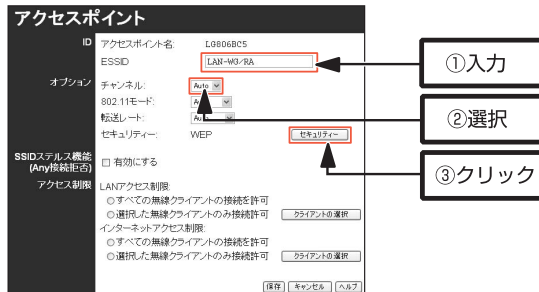 アクセスポイント
ID
アクセスポイント名: LG806BC5
ESSID LAN-WG/RA
①入力
オプション
チャンネル: Auto
②選択
802.11モード:
転送レート:
セキュリティー: WEP セキュリティー
③クリック
SSIDステルス機能
(Any接続拒否)
有効にする
アクセス制限
LANアクセス制限:
すべての無線クライアントの接続を許可
選択した無線クライアントのみ接続を許可 クライアントの選択
インターネットアクセス制限:
すべての無線クライアントの接続を許可
選択した無線クライアントのみ接続を許可 クライアントの選択
保存 キャンセル ヘルプ